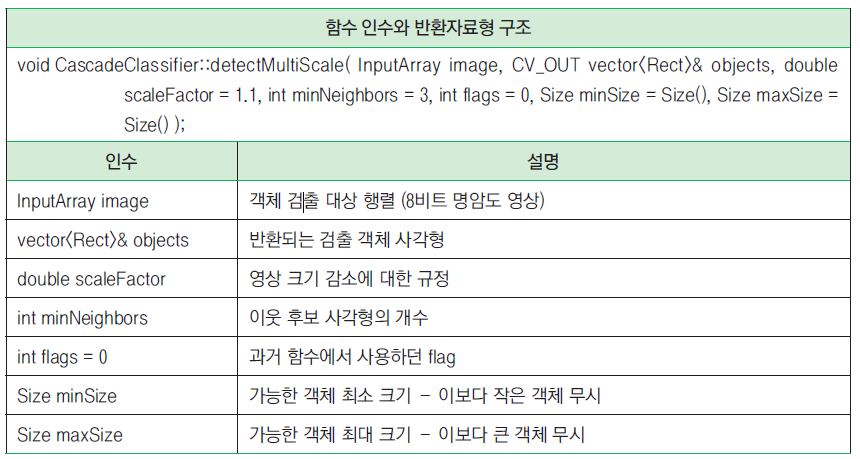 함수 인수와 반환자료형 구조
void CascadeClassifier::detectMultiScale( InputArray image, CV_OUT vector〈Rect〉& objects, double
scaleFactor = 1.1, int minNeighbors = 3, int flags = 0, Size minSize = Size(), Size maxSize =
Size() );
인수 설명
InputArray image 객체 검출 대상 행렬 (8비트 명암도 영상)
vector〈Rect〉& objects 반환되는 검출 객체 사각형
double scaleFactor 영상 크기 감소에 대한 규정
int minNeighbors 이웃 후보 사각형의 개수
int flags = 0 과거 함수에서 사용하던 flag
Size minSize 가능한 객체 최소 크기 – 이보다 작은 객체 무시
Size maxSize 가능한 객체 최대 크기 – 이보다 큰 객체 무시